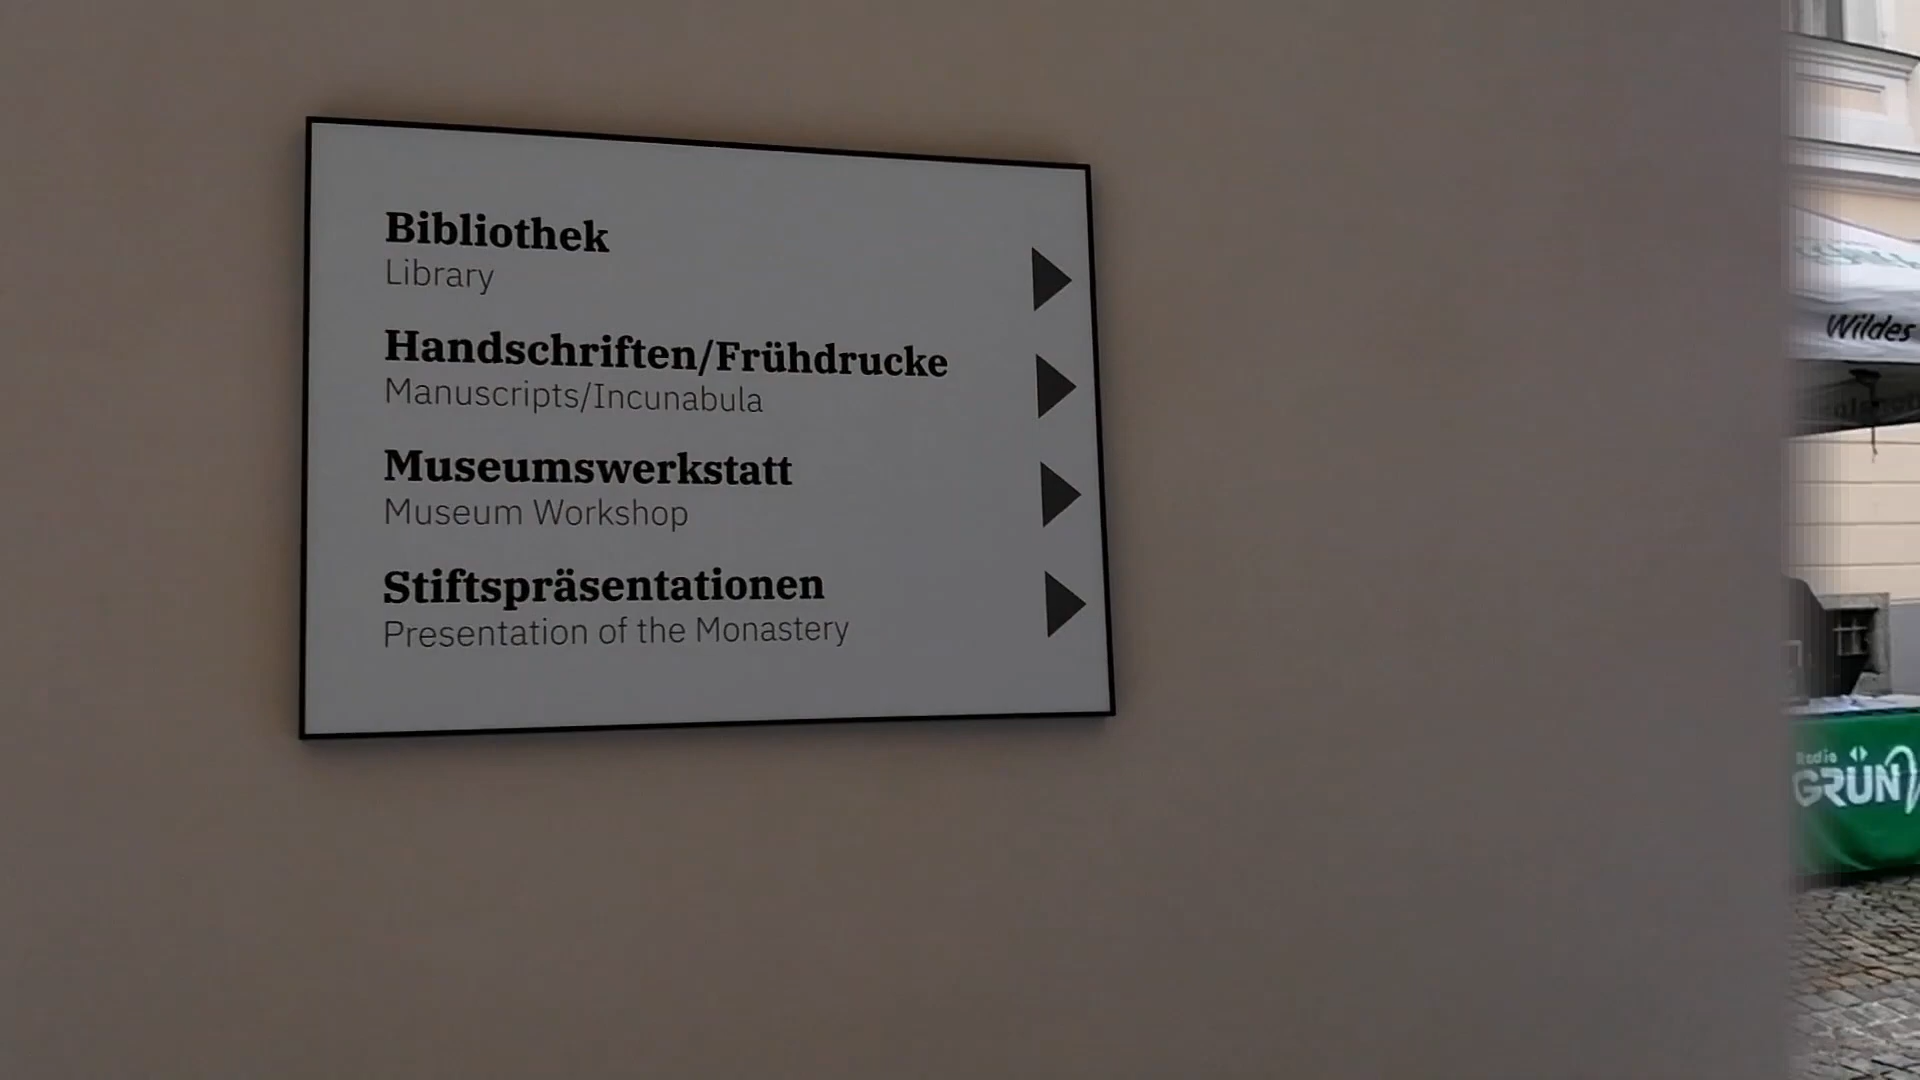 Bibliothek
Library
Handschriften/Frühdrucke
Manuscripts/Incunabula
Museumswerkstatt
Museum Workshop
Stiftspräsentationen
Presentation of the Monastery
Wildes
Radio
GRÜN